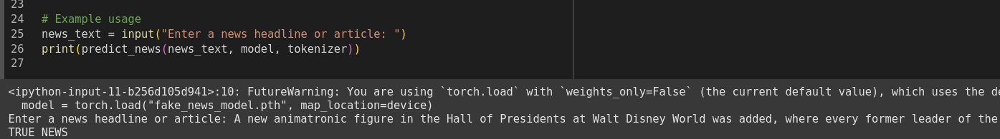 23
24 # Example usage
25 news_text = input("Enter a news headline or article: ")
26 print(predict_news(news_text, model, tokenizer))
27
<ipython-input-11-b256d105d941>:10: FutureWarning: You are using `torch.load` with `weights_only=False` (the current default value), which uses the de
model = torch.load("fake_news_model.pth", map_location=device)
Enter a news headline or article: A new animatronic figure in the Hall of Presidents at Walt Disney World was added, where every former leader of the
TRUE NEWS